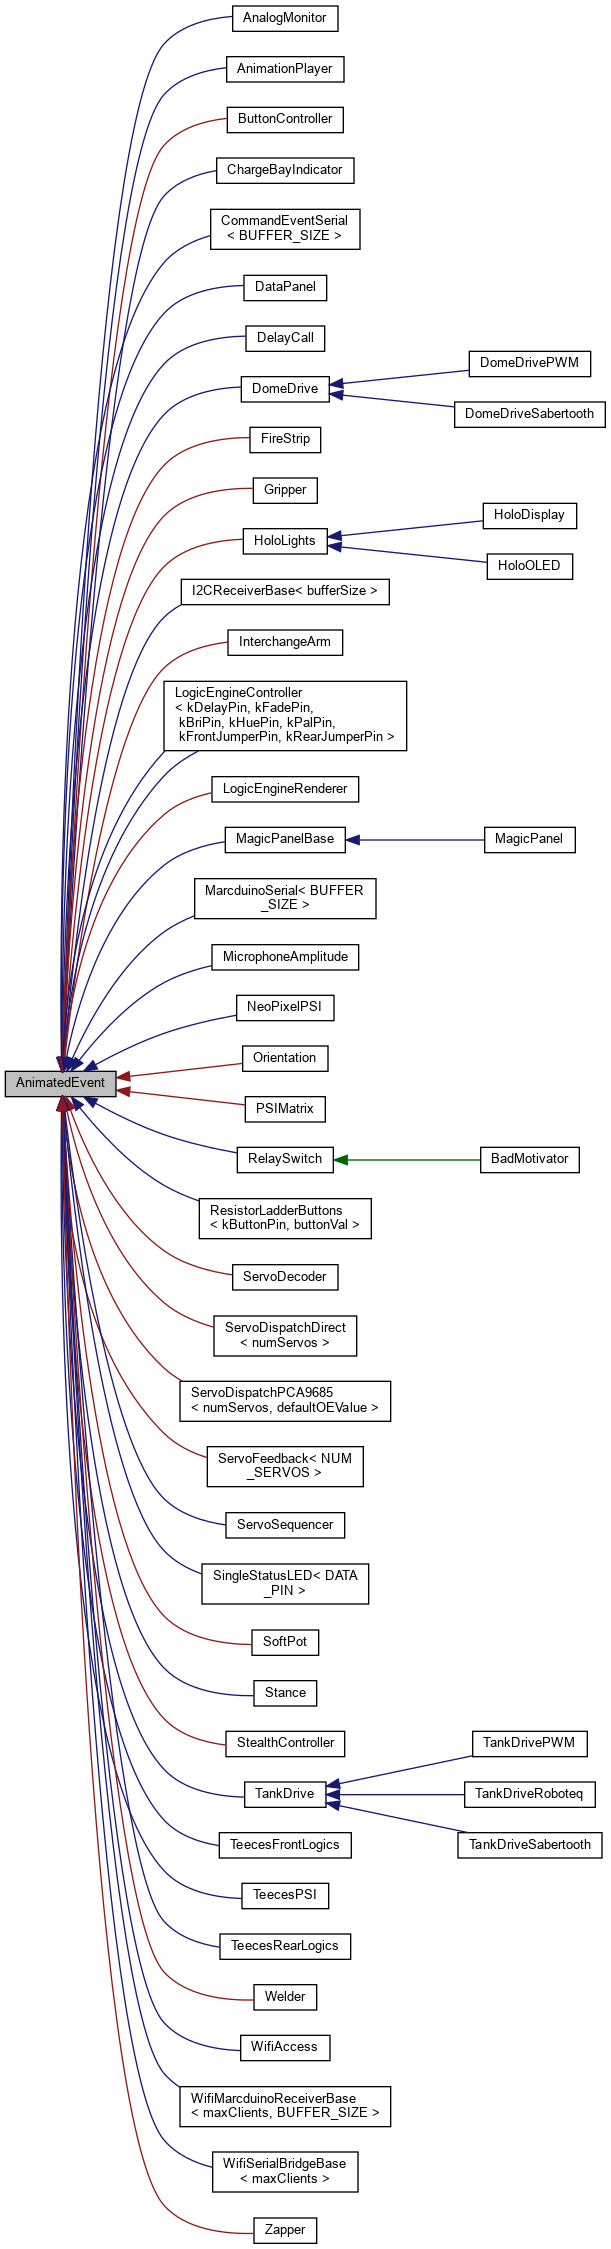 AnalogMonitor
AnimationPlayer
ButtonController
ChargeBayIndicator
CommandEventSerial
< BUFFER_SIZE >
DataPanel
DelayCall
DomeDrive
DomeDrivePWM
DomeDriveSabertooth
FireStrip
Gripper
HoloLights
HoloDisplay
HoloOLED
I2CReceiverBase< bufferSize >
InterchangeArm
LogicEngineController
< kDelayPin, kFadePin,
kBriPin, kHuePin, kPalPin,
kFrontJumperPin, kRearJumperPin >
LogicEngineRenderer
MagicPanelBase
MagicPanel
MarcduinoSerial< BUFFER
_SIZE >
MicrophoneAmplitude
NeoPixelPSI
Orientation
AnimatedEvent
PSIMatrix
RelaySwitch
BadMotivator
ResistorLadderButtons
< kButtonPin, buttonVal >
ServoDecoder
ServoDispatchDirect
< numServos >
ServoDispatchPCA9685
< numServos, defaultOEValue >
ServoFeedback< NUM
_SERVOS >
ServoSequencer
SingleStatusLED< DATA
_PIN >
SoftPot
Stance
StealthController
TankDrive
TankDrivePWM
TankDriveRoboteq
TankDriveSabertooth
TeecesFrontLogics
TeecesPSI
TeecesRearLogics
Welder
WifiAccess
WifiMarcduinoReceiverBase
< maxClients, BUFFER_SIZE >
WifiSerialBridgeBase
< maxClients >
Zapper